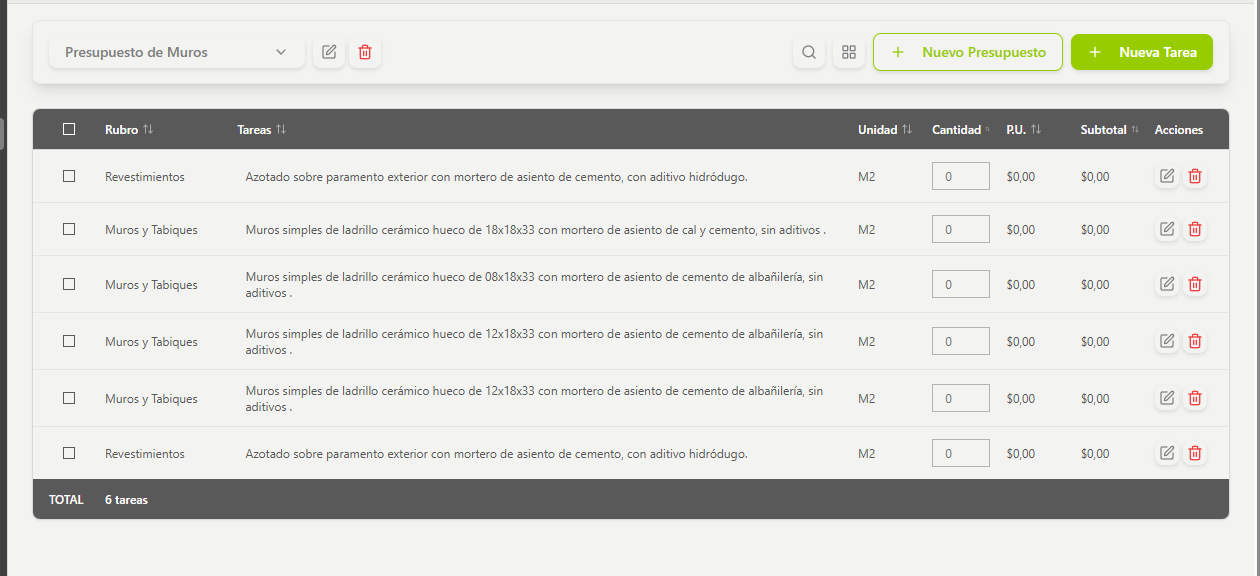 Presupuesto de Muros
+ Nuevo Presupuesto
+ Nueva Tarea
Rubro Tareas Unidad Cantidad P.U. Subtotal Acciones
Revestimientos Azotado sobre paramento exterior con mortero de asiento de cemento, con aditivo hidródugo. M2 0 $0,00 $0,00
Muros y Tabiques Muros simples de ladrillo cerámico hueco de 18x18x33 con mortero de asiento de cal y cemento, sin aditivos . M2 0 $0,00 $0,00
Muros y Tabiques Muros simples de ladrillo cerámico hueco de 08x18x33 con mortero de asiento de cemento de albañilería, sin
aditivos . M2 0 $0,00 $0,00
Muros y Tabiques Muros simples de ladrillo cerámico hueco de 12x18x33 con mortero de asiento de cemento de albañilería, sin
aditivos . M2 0 $0,00 $0,00
Muros y Tabiques Muros simples de ladrillo cerámico hueco de 12x18x33 con mortero de asiento de cemento de albañilería, sin
aditivos . M2 0 $0,00 $0,00
Revestimientos Azotado sobre paramento exterior con mortero de asiento de cemento, con aditivo hidródugo. M2 0 $0,00 $0,00
TOTAL 6 tareas